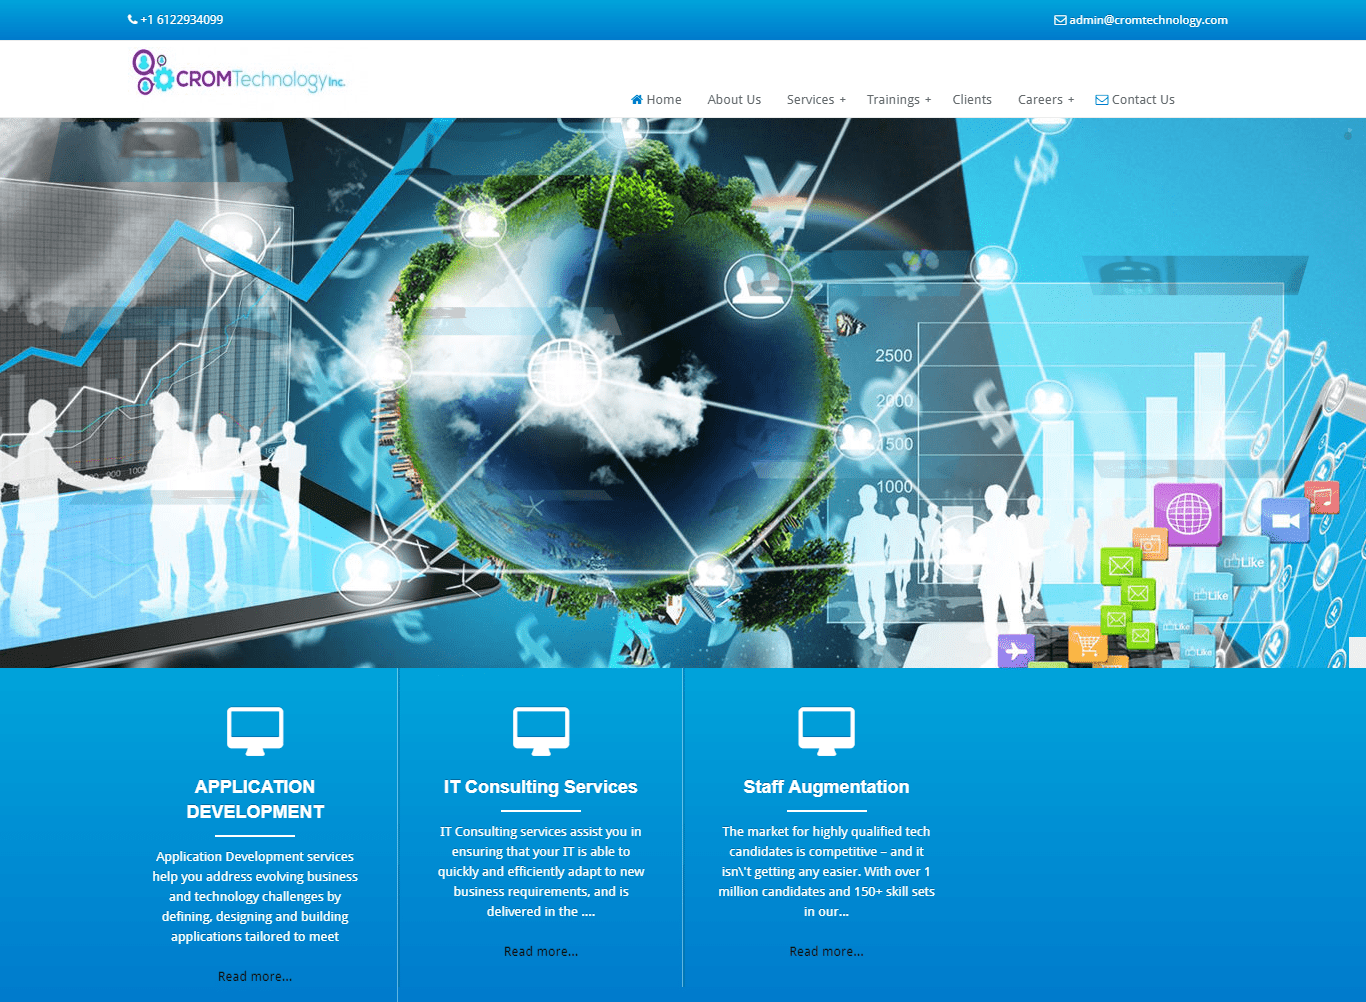 +1 6122934099
admin@cromtechnology.com
CROMTechnology Inc.
Home About Us Services + Trainings + Clients Careers + Contact Us
2500
2000
1500
1000
900
1000
Like
Like
Like
Like
APPLICATION
DEVELOPMENT
Application Development services
help you address evolving business
and technology challenges by
defining, designing and building
applications tailored to meet
Read more...
IT Consulting Services
IT Consulting services assist you in
ensuring that your IT is able to
quickly and efficiently adapt to new
business requirements, and is
delivered in the ....
Read more...
Staff Augmentation
The market for highly qualified tech
candidates is competitive – and it
isn\'t getting any easier. With over 1
million candidates and 150+ skill sets
in our...
Read more...